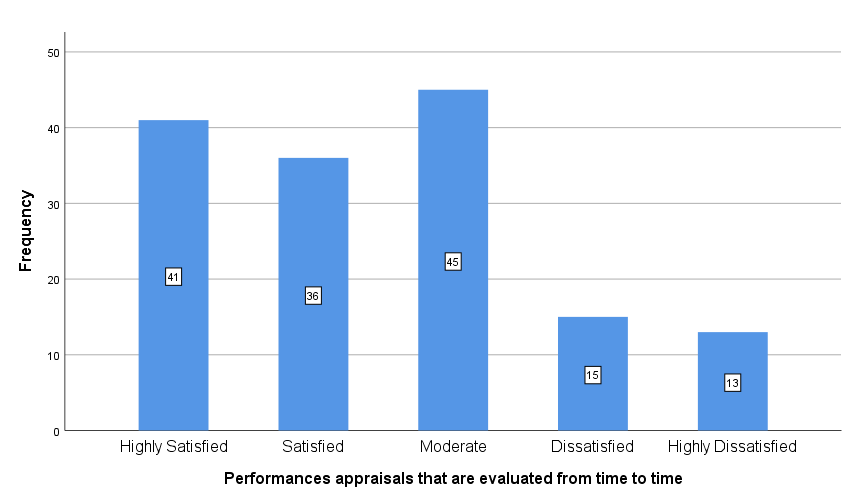 50
40
30
20
10
0
Frequency
41
36
45
15
13
Highly Satisfied
Satisfied
Moderate
Dissatisfied
Highly Dissatisfied
Performances appraisals that are evaluated from time to time